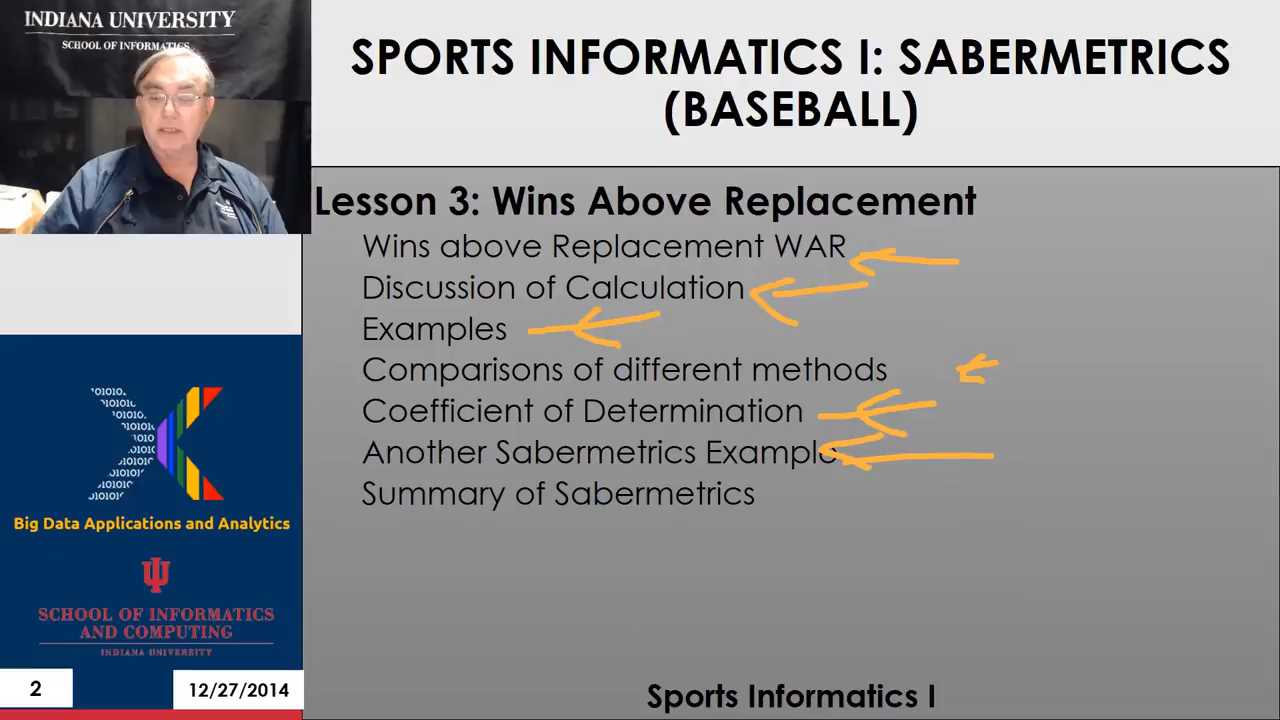 INDIANA UNIVERSITY
SCHOOL OF INFORMATICS
SPORTS INFORMATICS I: SABERMETRICS
(BASEBALL)
Lesson 3: Wins Above Replacement
Wins above Replacement WAR
Discussion of Calculation
Examples
Comparisons of different methods
Coefficient of Determination
Another Sabermetrics Example
Summary of Sabermetrics
Big Data Applications and Analytics
SCHOOL OF INFORMATICS
AND COMPUTING
INDIANA UNIVERSITY
2
12/27/2014
Sports Informatics I